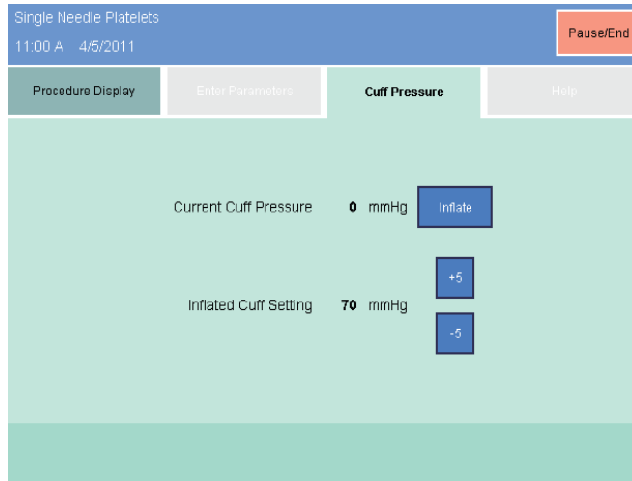 Single Needle Platelets
11:00 A 4/5/2011
Pause/End
Procedure Display
Enter Parameters
Cuff Pressure
Help
Current Cuff Pressure 0 mmHg Inflate
+5
Inflated Cuff Setting 70 mmHg
-5